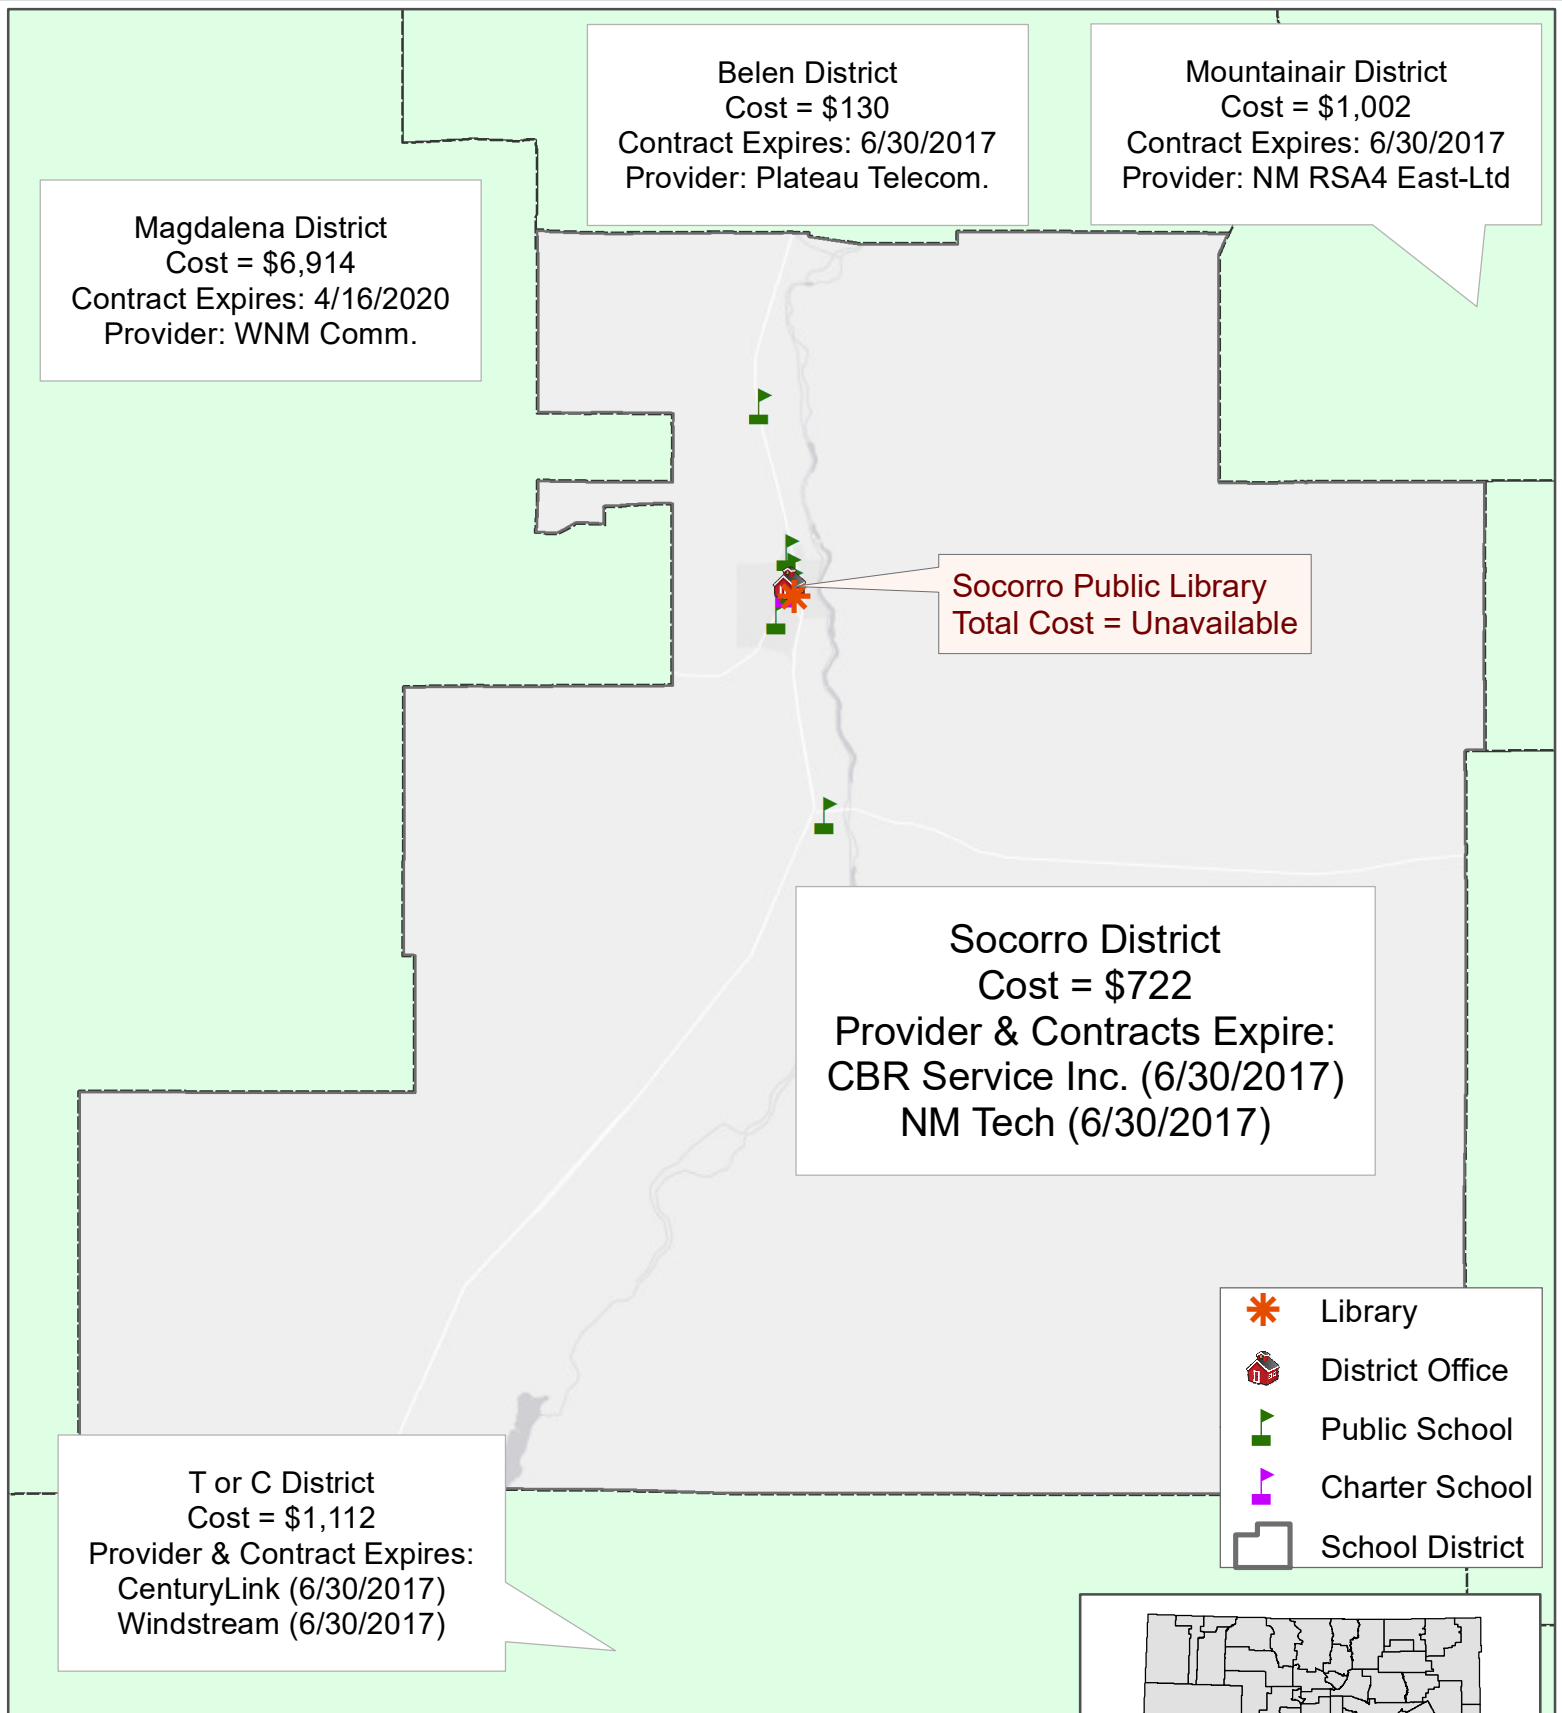 Belen District
Cost = $130
Contract Expires: 6/30/2017
Provider: Plateau Telecom.
Mountainair District
Cost = $1,002
Contract Expires: 6/30/2017
Provider: NM RSA4 East-Ltd
Magdalena District
Cost = $6,914
Contract Expires: 4/16/2020
Provider: WNM Comm.
Socorro Public Library
Total Cost = Unavailable
Socorro District
Cost = $722
Provider & Contracts Expire:
CBR Service Inc. (6/30/2017)
NM Tech (6/30/2017)
Library
District Office
Public School
Charter School
School District
T or C District
Cost = $1,112
Provider & Contract Expires:
CenturyLink (6/30/2017)
Windstream (6/30/2017)